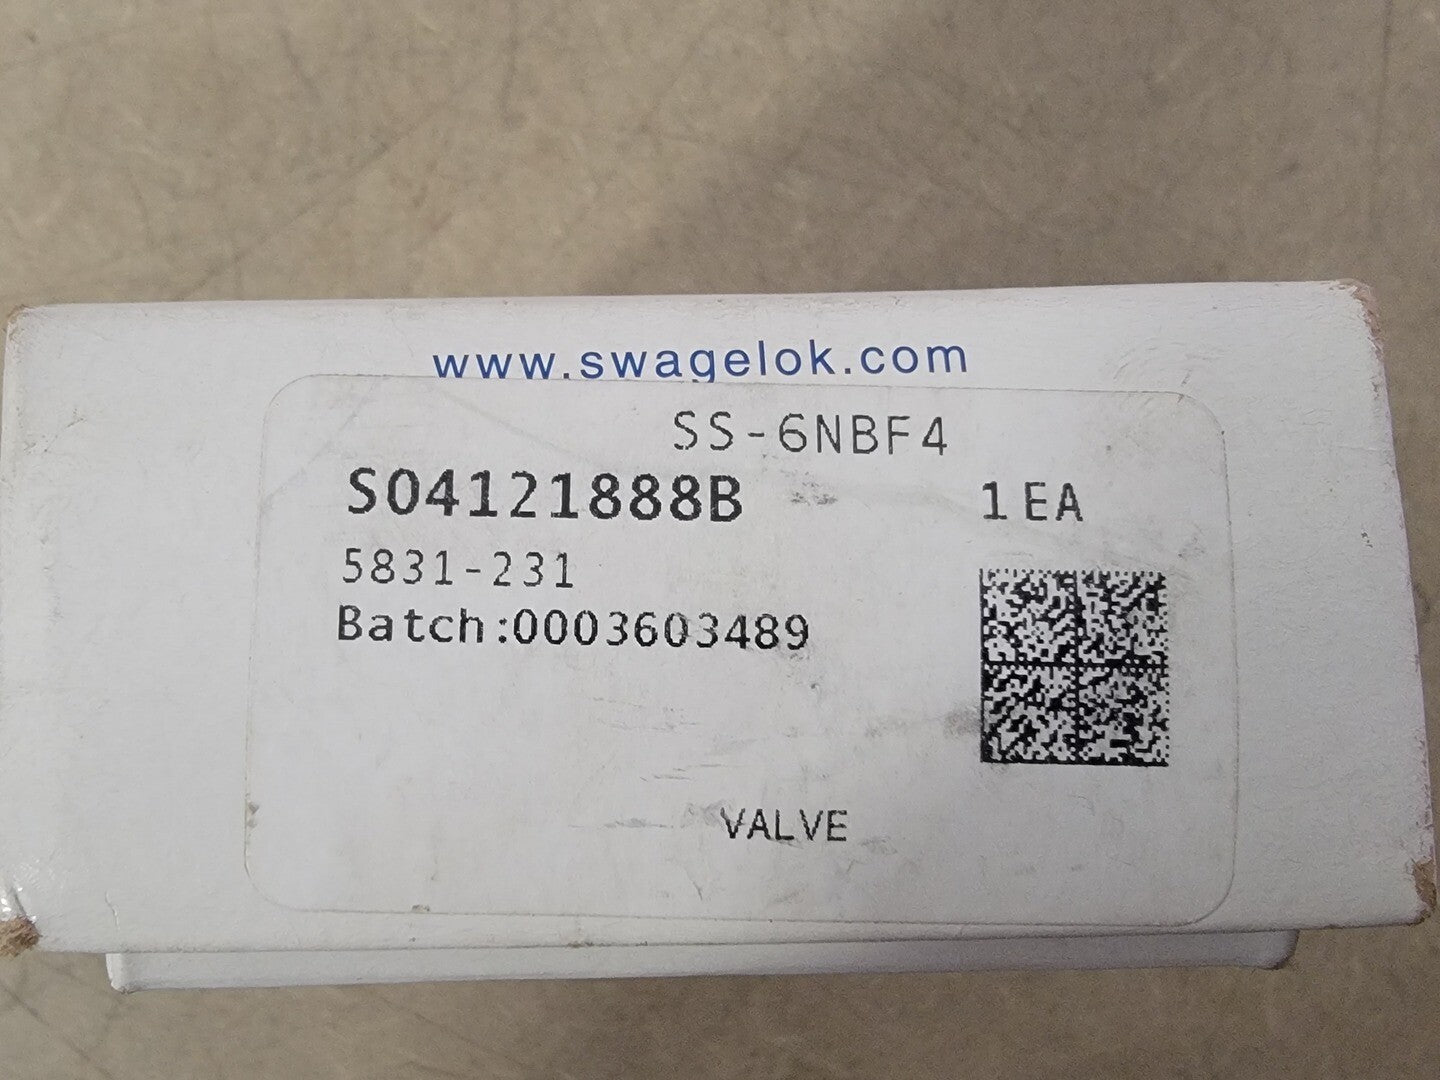 www.swagelok.com
SS-6NBF4
S04121888B 1 EA
5831-231
Batch:0003603489
VALVE